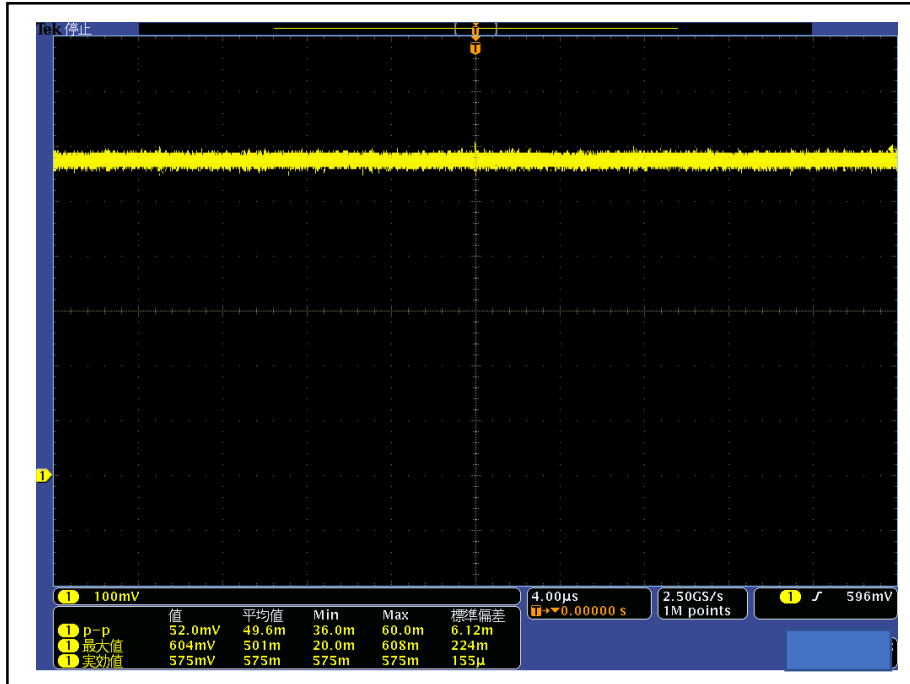 Tek 停止
T
T
1
1 100mV
4.00µs
T→▼0.00000 s
2.50GS/s
1M points
1 596mV
値 平均値 Min Max 標準偏差
1 p−p 52.0mV 49.6m 36.0m 60.0m 6.12m
1 最大値 604mV 501m 20.0m 608m 224m
1 実効値 575mV 575m 575m 575m 155µ